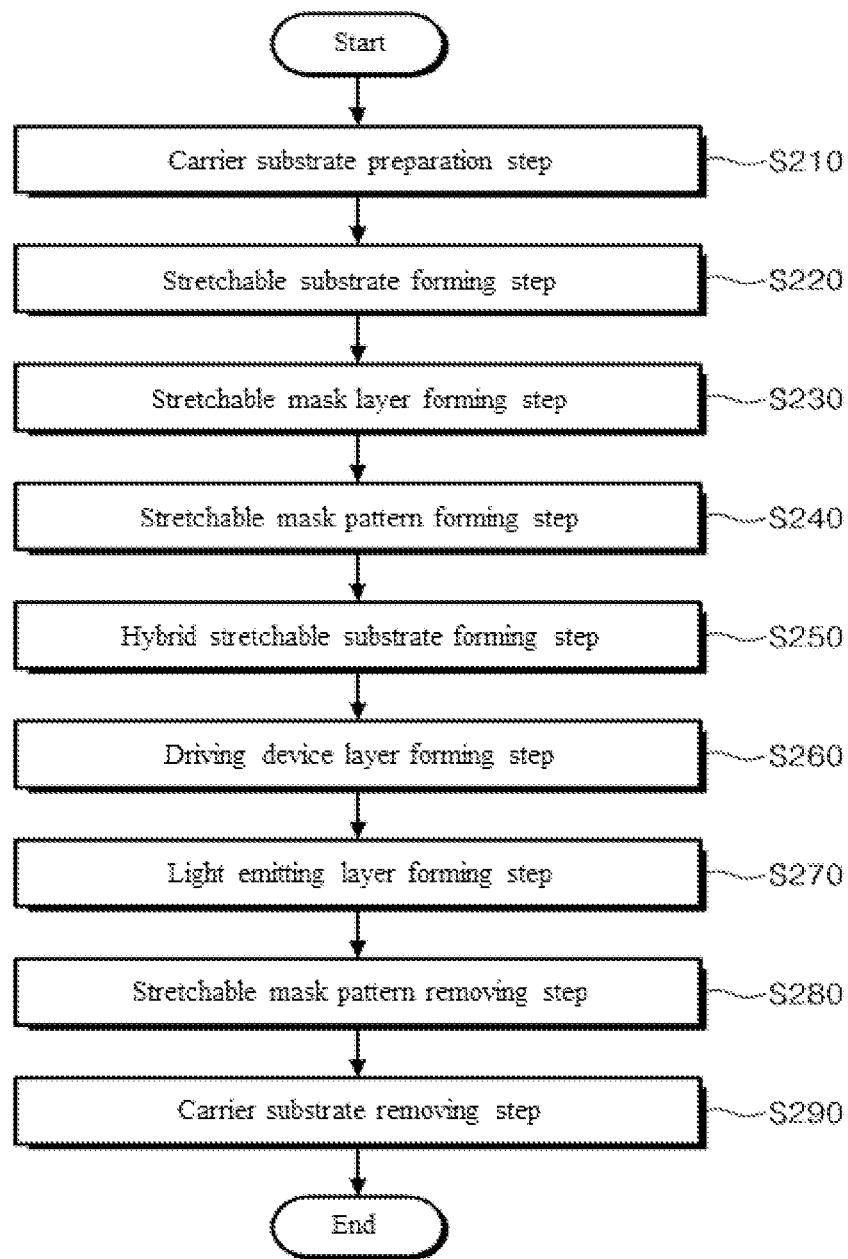 Start
Carrier substrate preparation step S210
Stretchable substrate forming step S220
Stretchable mask layer forming step S230
Stretchable mask pattern forming step S240
Hybrid stretchable substrate forming step S250
Driving device layer forming step S260
Light emitting layer forming step S270
Stretchable mask pattern removing step S280
Carrier substrate removing step S290
End